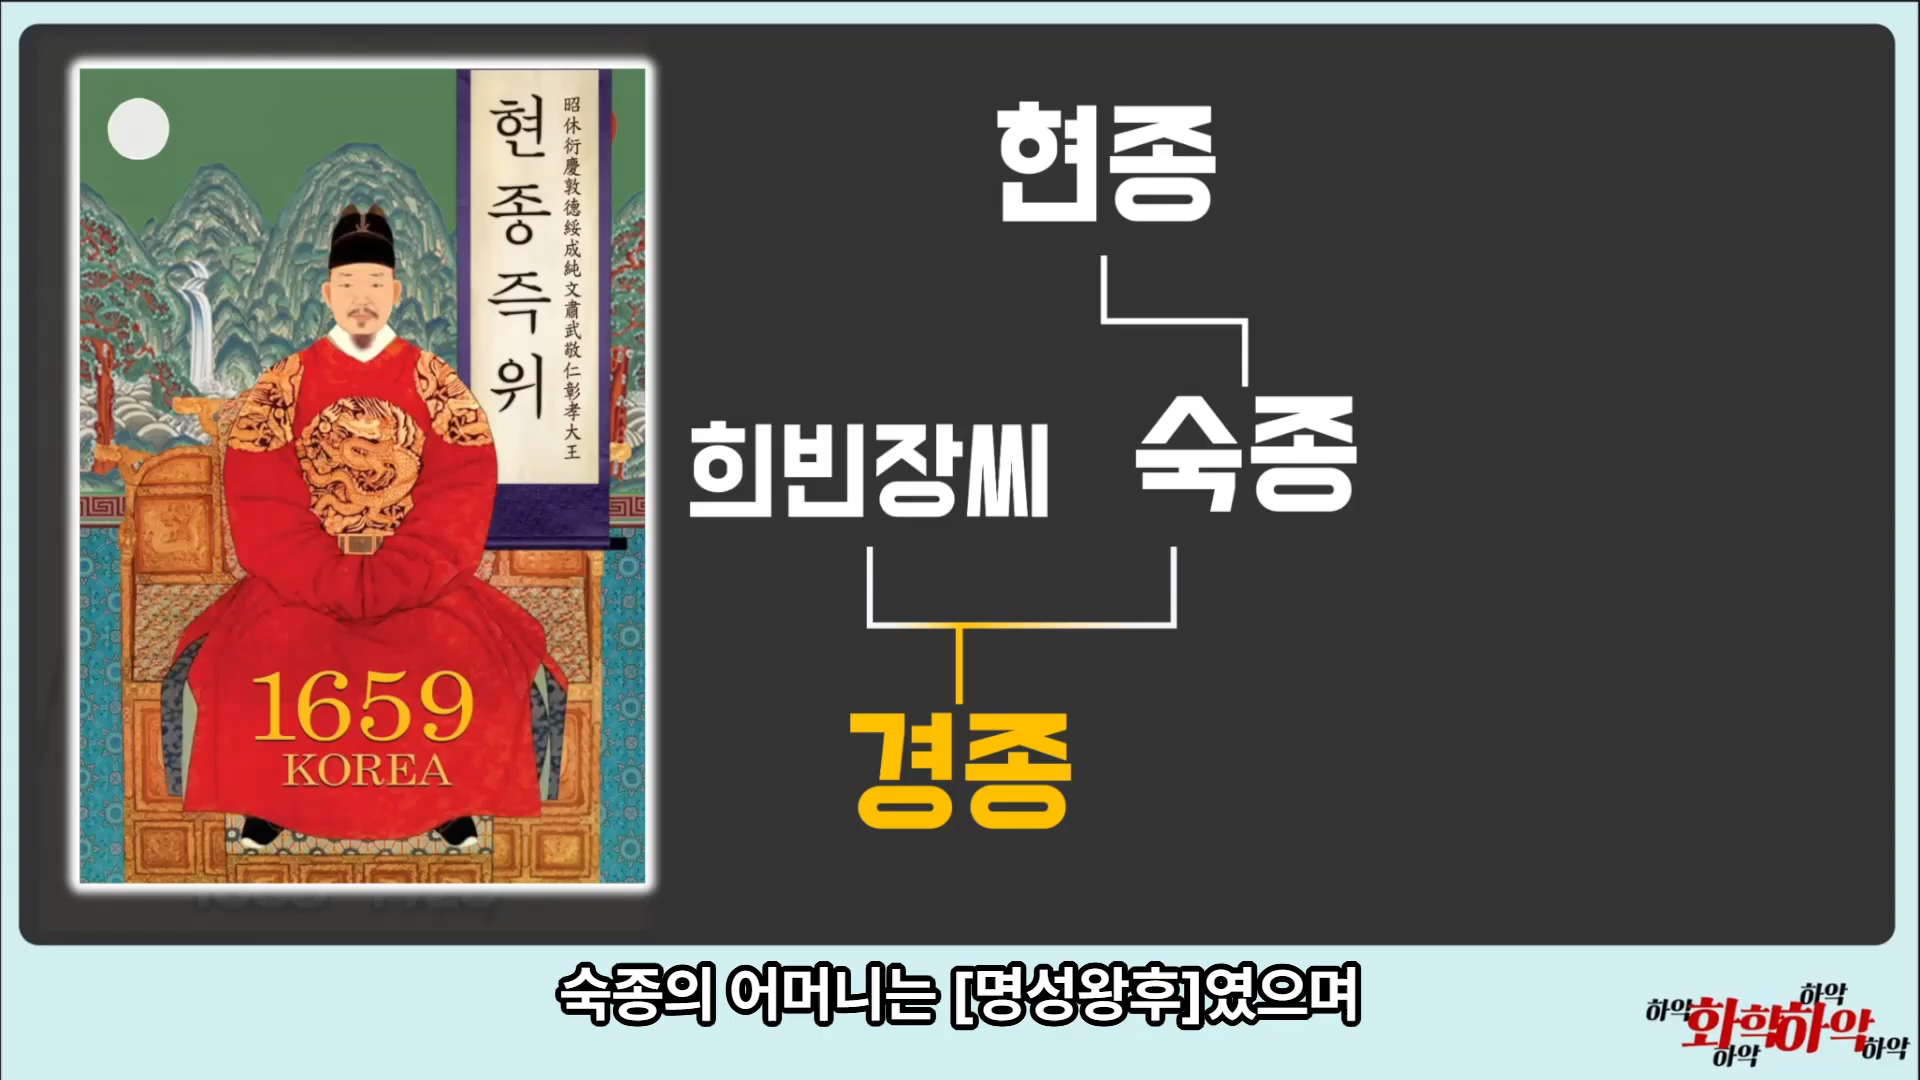 현종즉위
昭休衍慶敦德綏成純文肅武敬仁彰孝大王
1659
KOREA
현종
희빈장씨 숙종
경종
숙종의 어머니는 [명성왕후]였으며
하악
하악
화학하악
하악
하악